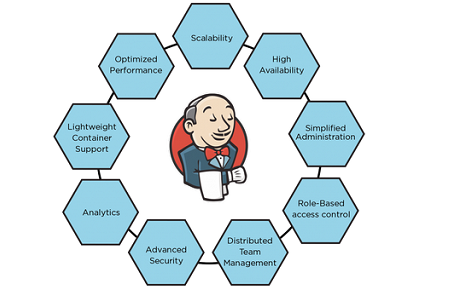 Scalability
High
Availability
Simplified
Administration
Role-Based
access control
Distributed
Team
Management
Advanced
Security
Analytics
Lightweight
Container
Support
Optimized
Performance